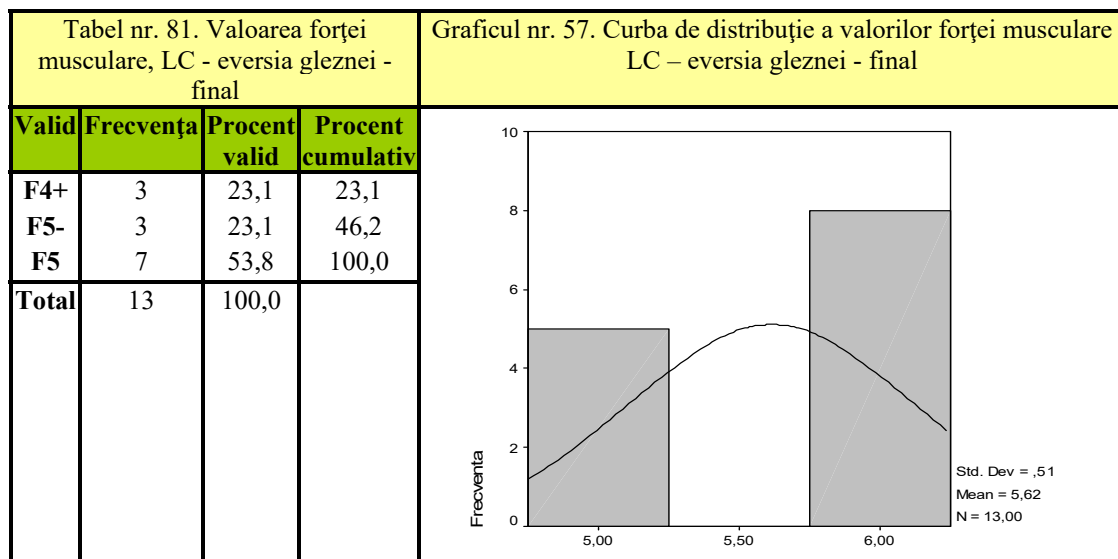 Tabel nr. 81. Valoarea forţei
musculare, LC - eversia gleznei -
final
Graficul nr. 57. Curba de distribuţie a valorilor forţei musculare
LC – eversia gleznei - final
Valid Frecvenţa Procent valid Procent cumulativ
F4+ 3 23,1 23,1
F5- 3 23,1 46,2
F5 7 53,8 100,0
Total 13 100,0
10
8
6
4
2
0
Frecventa
5,00 5,50 6,00
Std. Dev = ,51
Mean = 5,62
N = 13,00